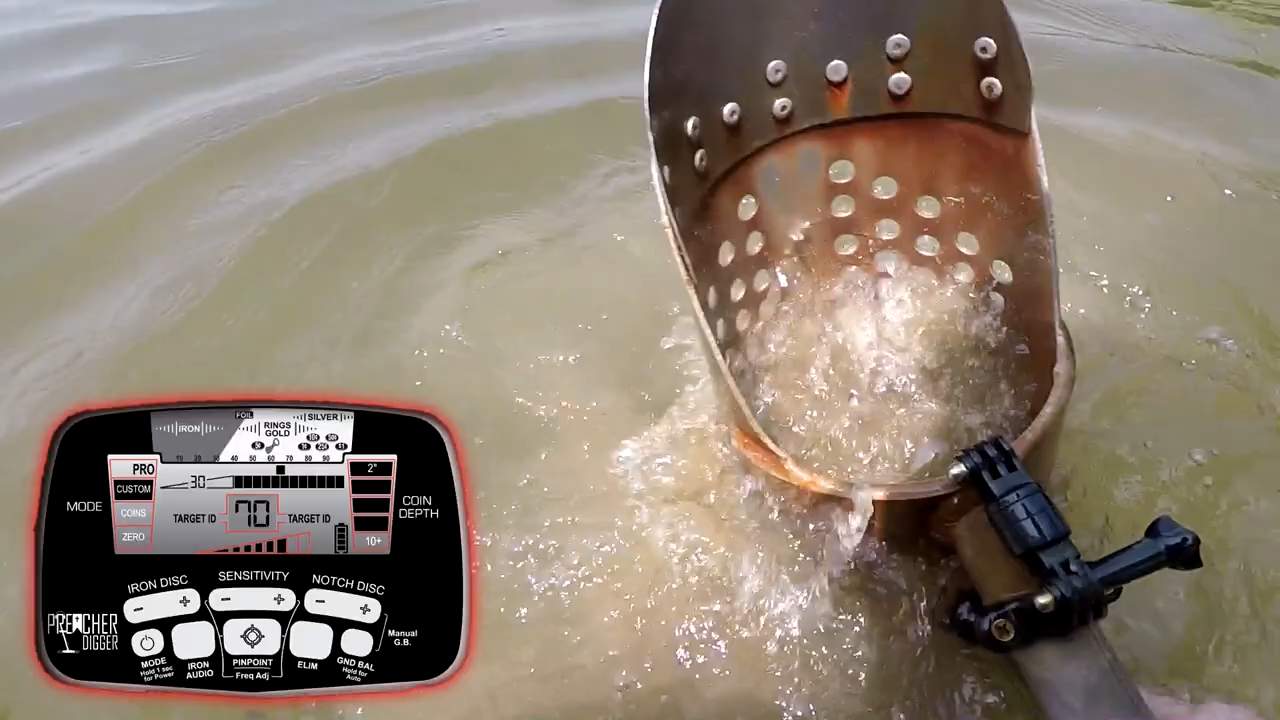 FOIL
SILVER
IRON
RINGS
GOLD
10 20 30 40 50 60 70 80 90
PRO
CUSTOM
COINS
ZERO
MODE
30
TARGET ID 70 TARGET ID
2"
10+
COIN
DEPTH
IRON DISC
SENSITIVITY
NOTCH DISC
- +
- +
- +
PREACHER
DIGGER
MODE
Hold 1 sec
for Power
IRON
AUDIO
PINPOINT
Freq Adj
ELIM
GND BAL
Hold for
Auto
Manual
G.B.